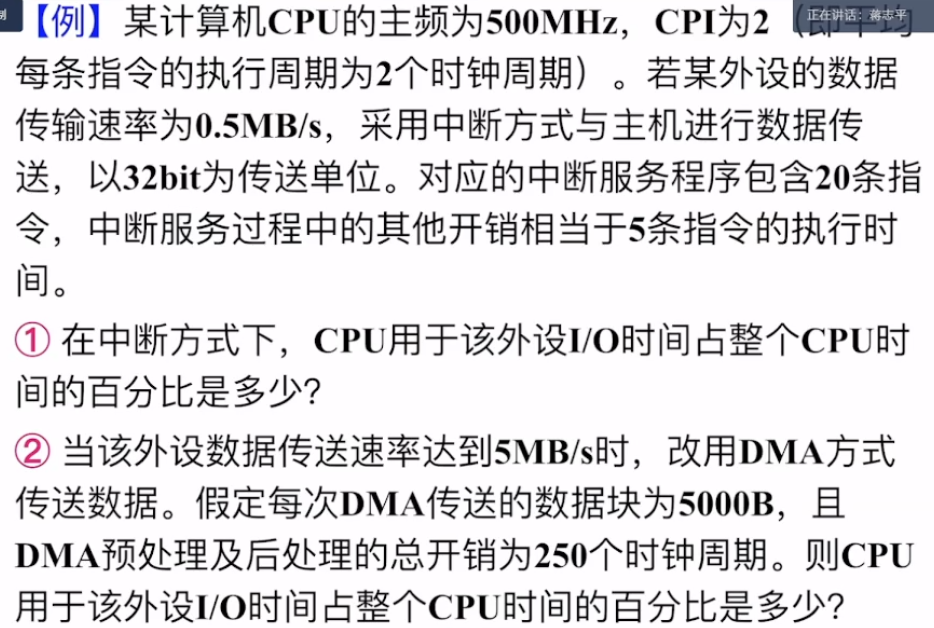 制
正在讲话: 蒋志平
【例】某计算机CPU的主频为500MHz，CPI为2（即平均
每条指令的执行周期为2个时钟周期）。若某外设的数据
传输速率为0.5MB/s，采用中断方式与主机进行数据传
送，以32bit为传送单位。对应的中断服务程序包含20条指
令，中断服务过程中的其他开销相当于5条指令的执行时
间。
① 在中断方式下，CPU用于该外设I/O时间占整个CPU时
间的百分比是多少？
② 当该外设数据传送速率达到5MB/s时，改用DMA方式
传送数据。假定每次DMA传送的数据块为5000B，且
DMA预处理及后处理的总开销为250个时钟周期。则CPU
用于该外设I/O时间占整个CPU时间的百分比是多少？